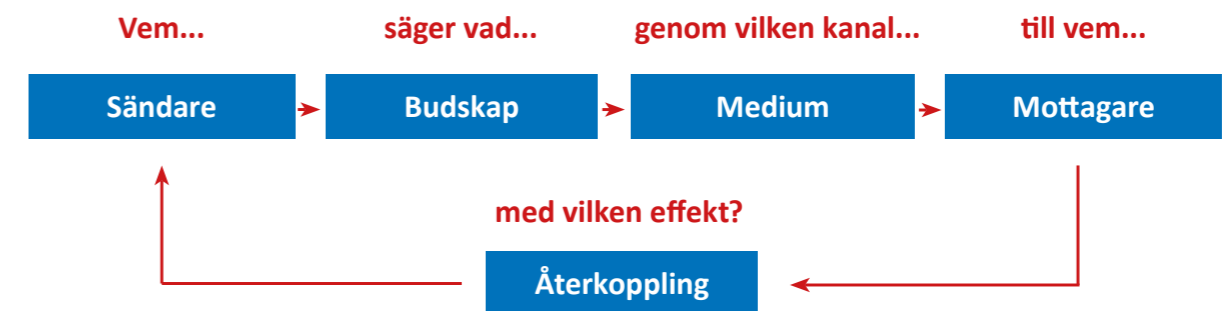 Vem... säger vad... genom vilken kanal... till vem...
Sändare Budskap Medium Mottagare
med vilken effekt?
Återkoppling